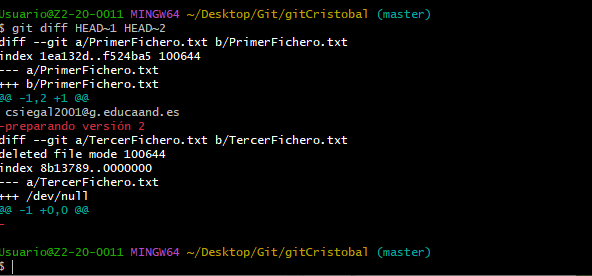 Usuario@Z2-20-0011 MINGW64 ~/Desktop/Git/gitCristobal (master)
$ git diff HEAD~1 HEAD~2
diff --git a/PrimerFichero.txt b/PrimerFichero.txt
index 1ea132d..f524ba5 100644
--- a/PrimerFichero.txt
+++ b/PrimerFichero.txt
@@ -1,2 +1 @@
 csiegal2001@g.educaand.es
-preparando versión 2
diff --git a/TercerFichero.txt b/TercerFichero.txt
deleted file mode 100644
index 8b13789..0000000
--- a/TercerFichero.txt
+++ /dev/null
@@ -1 +0,0 @@
-
Usuario@Z2-20-0011 MINGW64 ~/Desktop/Git/gitCristobal (master)
$